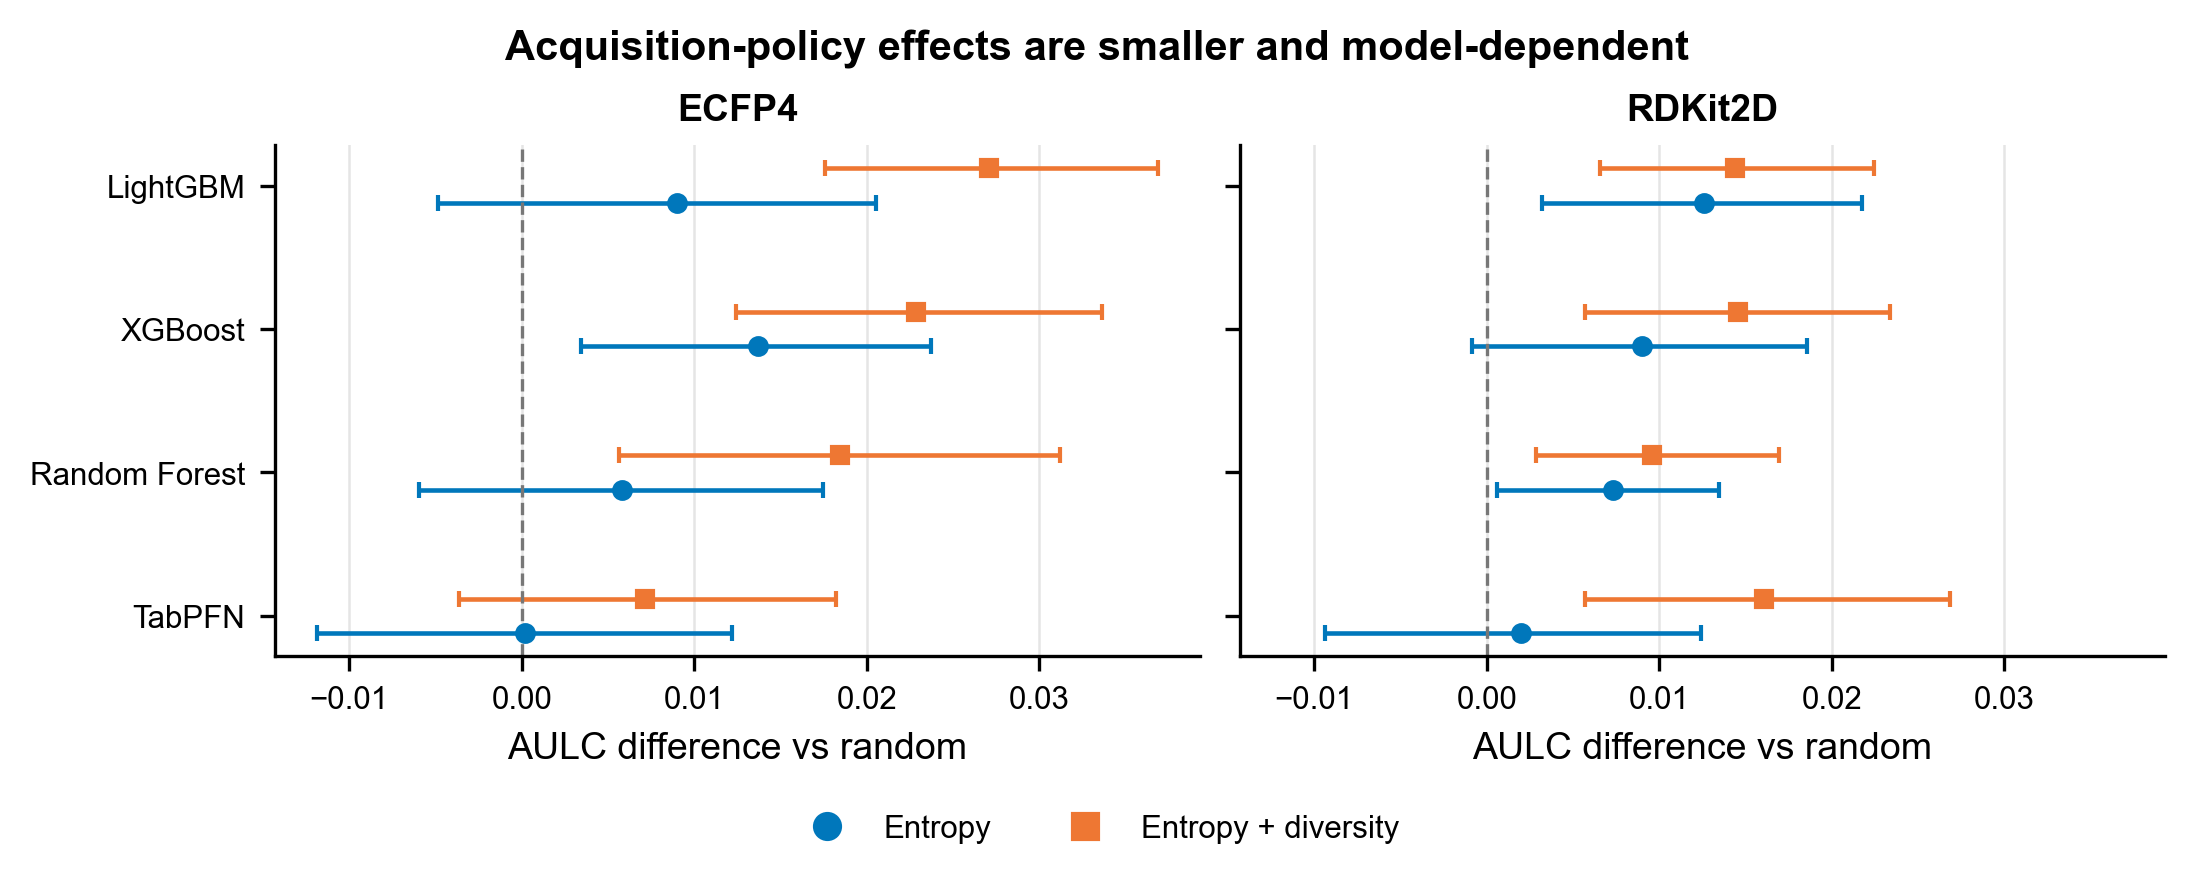 Acquisition-policy effects are smaller and model-dependent
ECFP4
RDKit2D
LightGBM
XGBoost
Random Forest
TabPFN
−0.01 0.00 0.01 0.02 0.03
−0.01 0.00 0.01 0.02 0.03
AULC difference vs random
AULC difference vs random
Entropy
Entropy + diversity